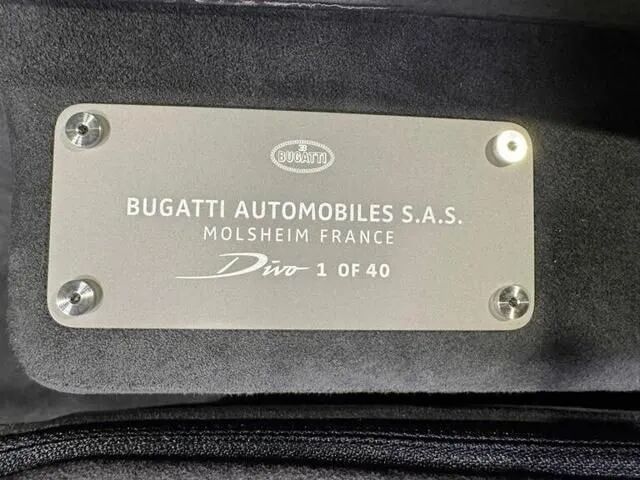 BUGATTI
BUGATTI AUTOMOBILES S.A.S.
MOLSHEIM FRANCE
Divo 1 OF 40